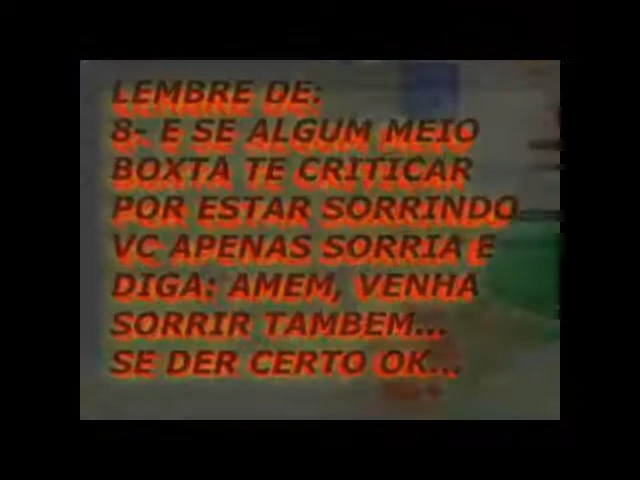 LEMBRE DE:
8- E SE ALGUM MEIO
BOXTA TE CRITICAR
POR ESTAR SORRINDO
VC APENAS SORRIA E
DIGA: AMEM, VENHA
SORRIR TAMBEM...
SE DER CERTO OK...